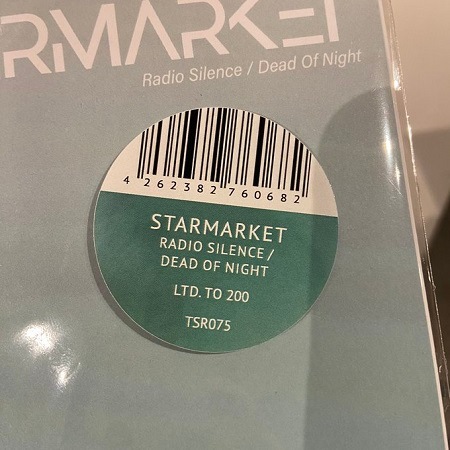 RMARKET
Radio Silence / Dead Of Night
4 262382 760682
STARMARKET
RADIO SILENCE /
DEAD OF NIGHT
LTD. TO 200
TSR075